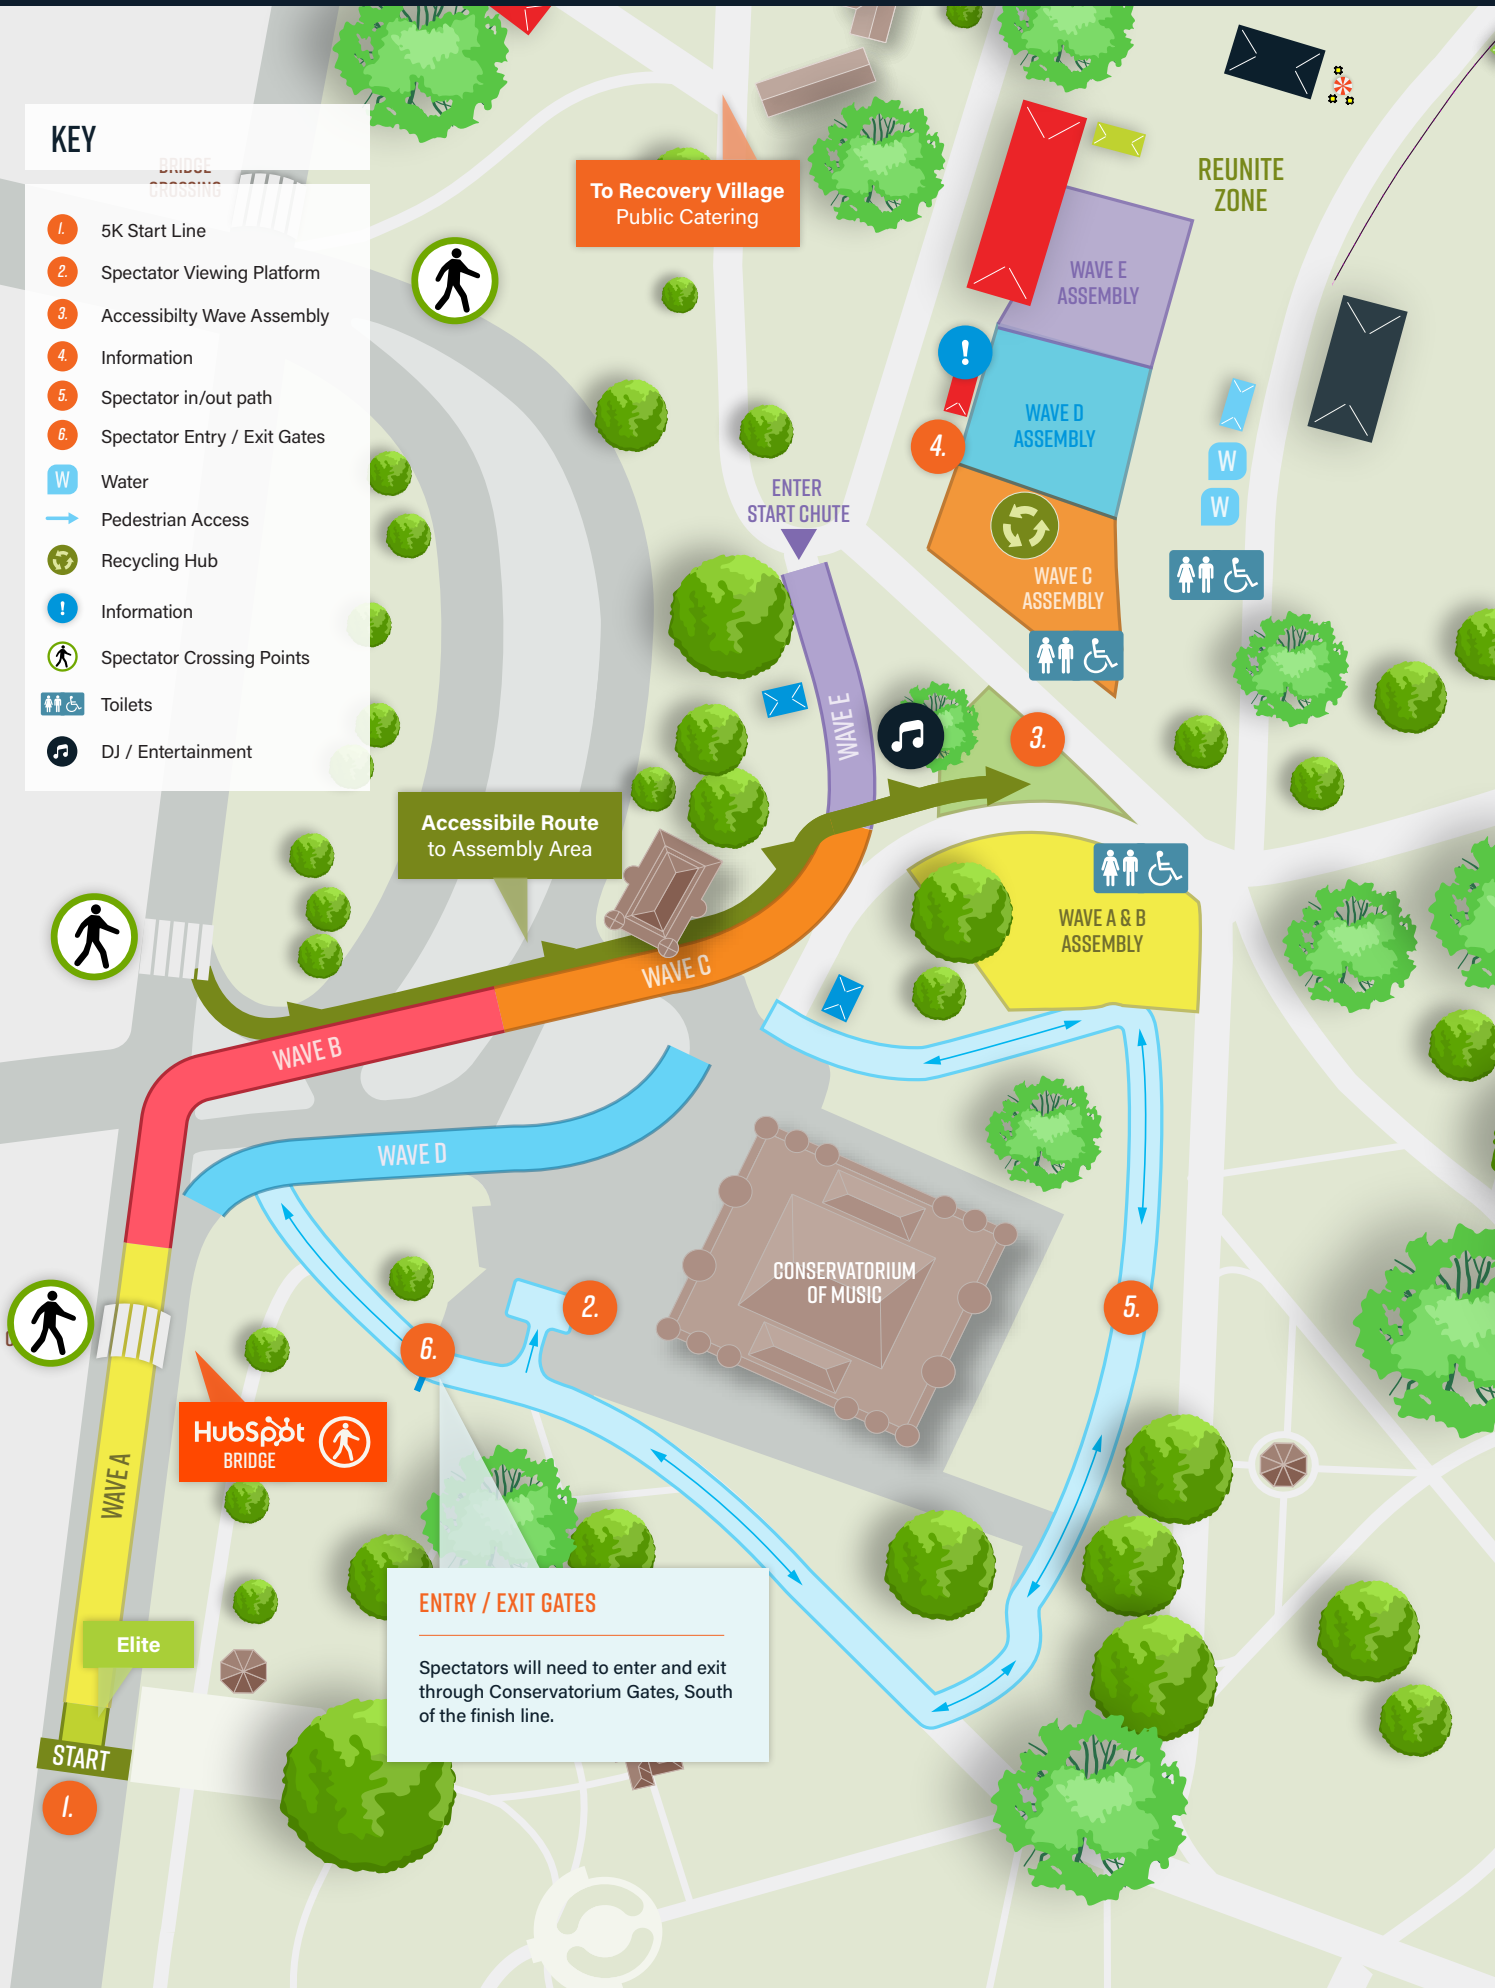 KEY
BRIDGE
CROSSING
1. 5K Start Line
2. Spectator Viewing Platform
3. Accessibilty Wave Assembly
4. Information
5. Spectator in/out path
6. Spectator Entry / Exit Gates
W Water
Pedestrian Access
Recycling Hub
! Information
Spectator Crossing Points
Toilets
DJ / Entertainment
To Recovery Village
Public Catering
REUNITE
ZONE
WAVE E
ASSEMBLY
!
WAVE D
ASSEMBLY
4.
W
W
ENTER
START CHUTE
WAVE C
ASSEMBLY
WAVE E
3.
Accessibile Route
to Assembly Area
WAVE A & B
ASSEMBLY
WAVE C
WAVE B
WAVE D
CONSERVATORIUM
OF MUSIC
2.
5.
6.
HubSpot
BRIDGE
WAVE A
ENTRY / EXIT GATES
Spectators will need to enter and exit
through Conservatorium Gates, South
of the finish line.
Elite
START
1.